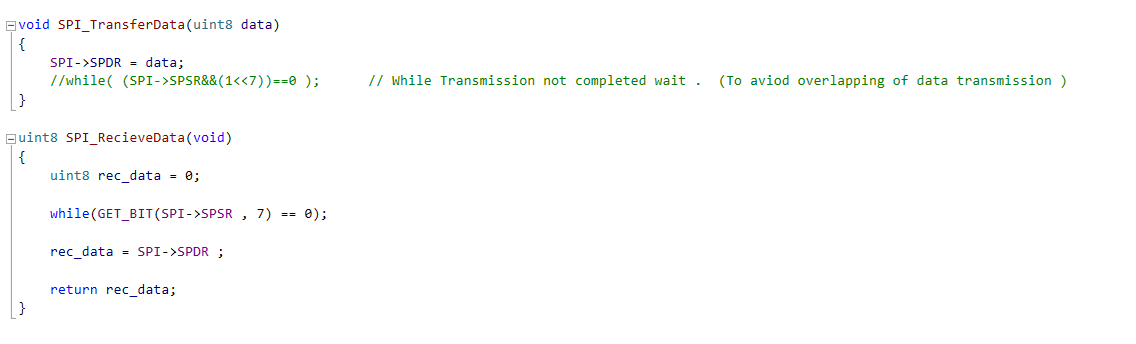 void SPI_TransferData(uint8 data)
{
    SPI->SPDR = data;
    //while( (SPI->SPSR&&(1<<7))==0 );      // While Transmission not completed wait .  (To aviod overlapping of data transmission )
}
uint8 SPI_RecieveData(void)
{
    uint8 rec_data = 0;
    while(GET_BIT(SPI->SPSR , 7) == 0);
    rec_data = SPI->SPDR ;
    return rec_data;
}